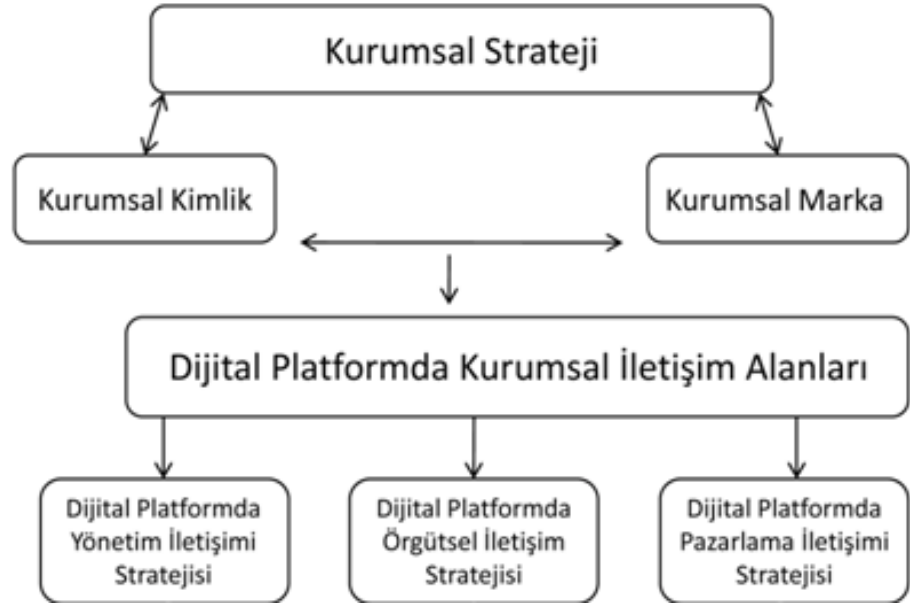 Kurumsal Strateji
Kurumsal Kimlik
Kurumsal Marka
Dijital Platformda Kurumsal İletişim Alanları
Dijital Platformda
Yönetim İletişimi
Stratejisi
Dijital Platformda
Örgütsel İletişim
Stratejisi
Dijital Platformda
Pazarlama İletişimi
Stratejisi